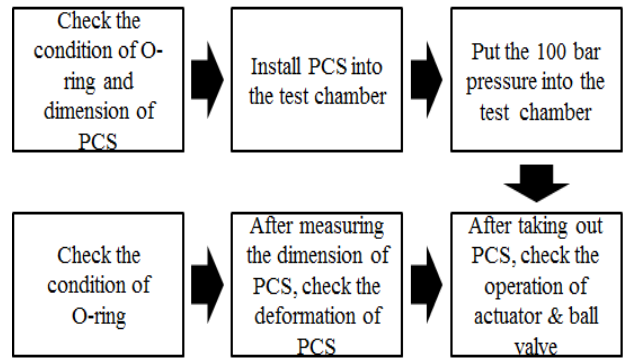 Check the
condition of O-
ring and
dimension of
PCS
Install PCS into
the test chamber
Put the 100 bar
pressure into the
test chamber
Check the
condition of
O-ring
After measuring
the dimension of
PCS, check the
deformation of
PCS
After taking out
PCS, check the
operation of
actuator & ball
valve